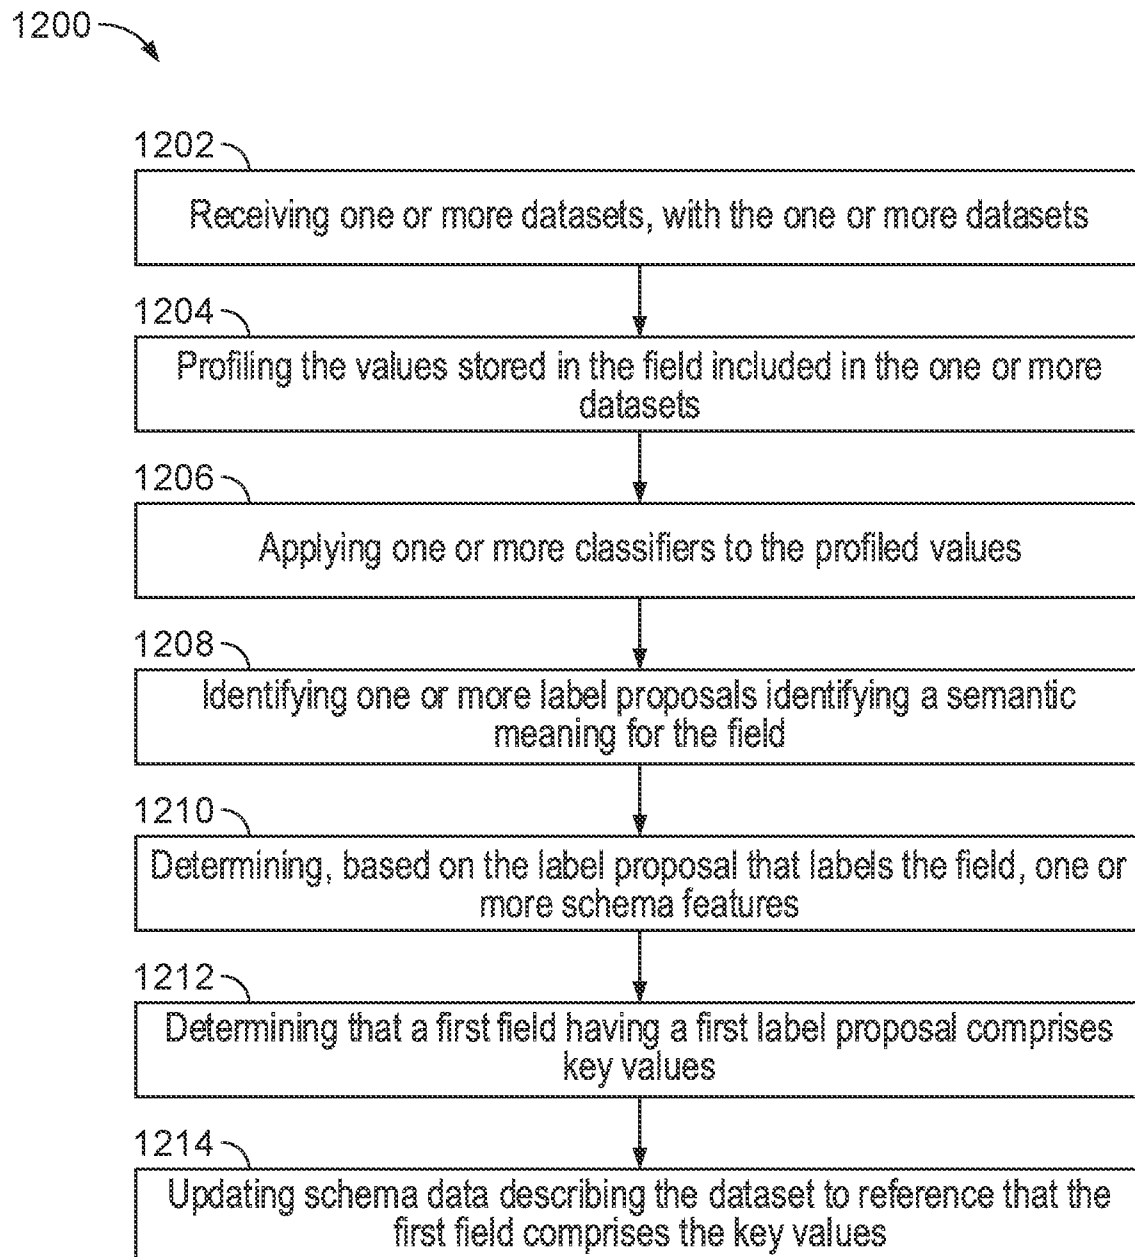 1200
1202
Receiving one or more datasets, with the one or more datasets
1204
Profiling the values stored in the field included in the one or more
datasets
1206
Applying one or more classifiers to the profiled values
1208
Identifying one or more label proposals identifying a semantic
meaning for the field
1210
Determining, based on the label proposal that labels the field, one or
more schema features
1212
Determining that a first field having a first label proposal comprises
key values
1214
Updating schema data describing the dataset to reference that the
first field comprises the key values